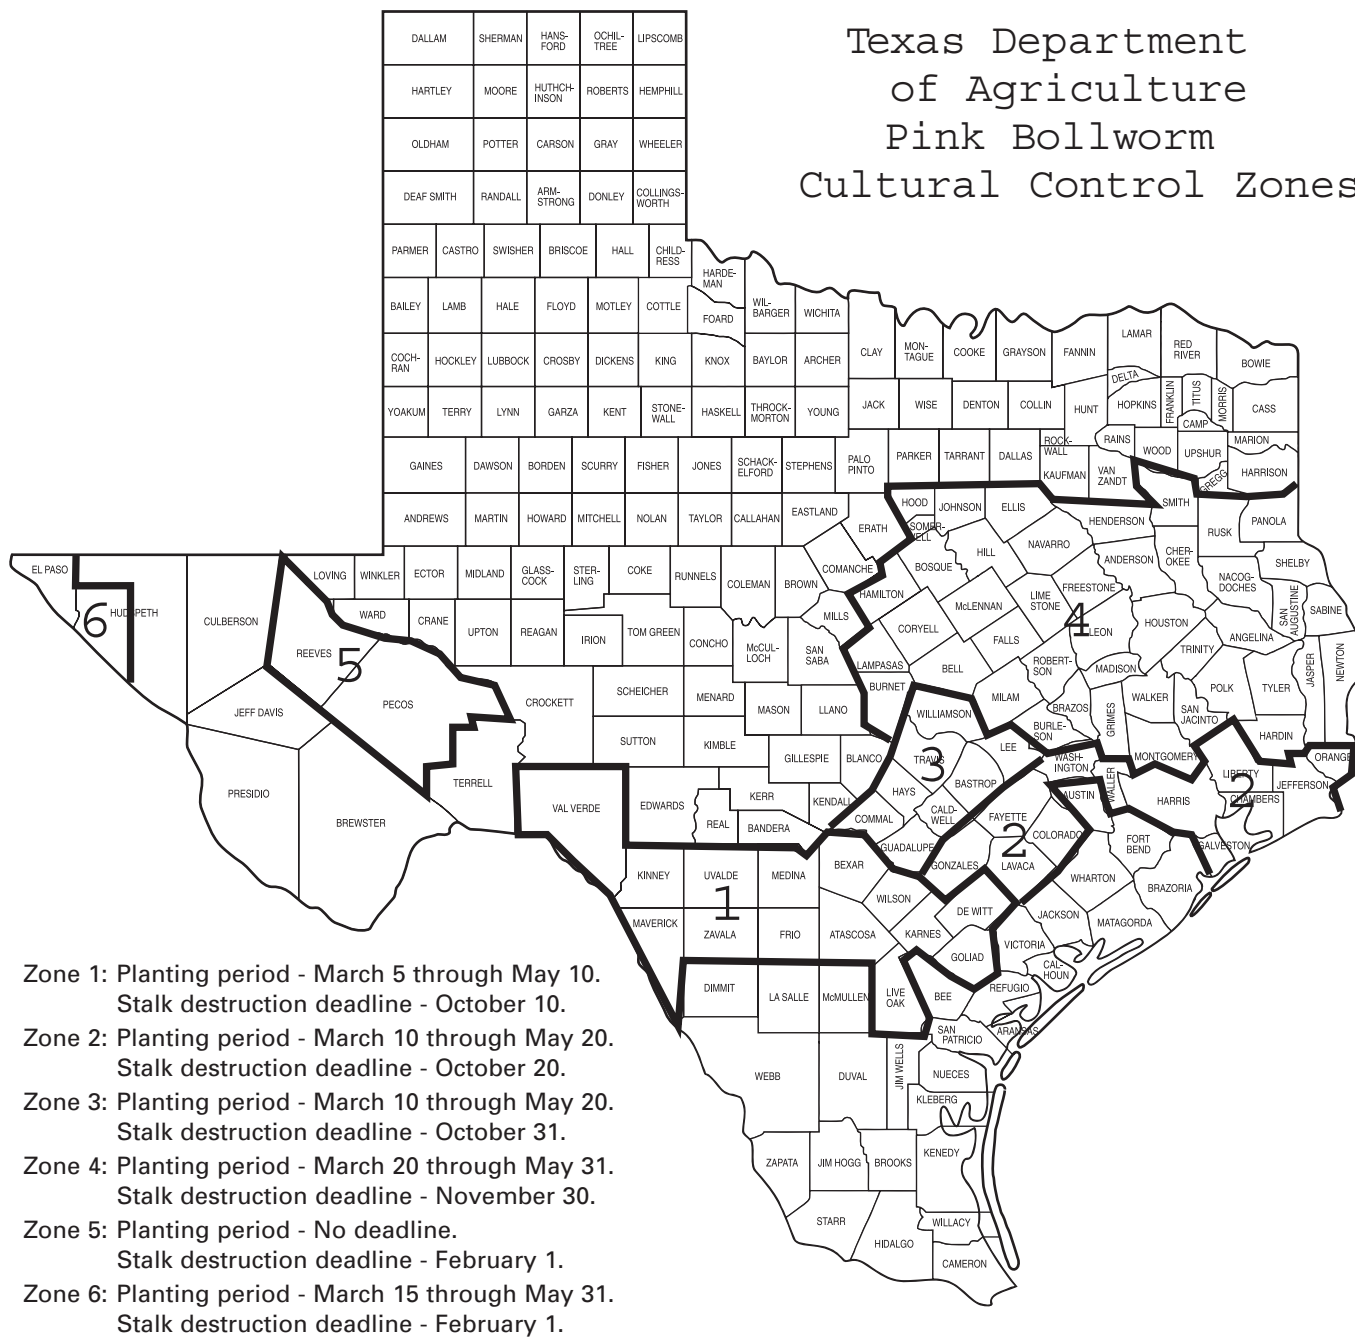 Texas Department
of Agriculture
Pink Bollworm
Cultural Control Zones
DALLAM
SHERMAN
HANS-
FORD
OCHIL-
TREE
LIPSCOMB
HARTLEY
MOORE
HUTHCH-
INSON
ROBERTS
HEMPHILL
OLDHAM
POTTER
CARSON
GRAY
WHEELER
DEAF SMITH
RANDALL
ARM-
STRONG
DONLEY
COLLINGS-
WORTH
PARMER
CASTRO
SWISHER
BRISCOE
HALL
CHILD-
RESS
HARDE-
MAN
BAILEY
LAMB
HALE
FLOYD
MOTLEY
COTTLE
FOARD
WIL-
BARGER
WICHITA
COCH-
RAN
HOCKLEY
LUBBOCK
CROSBY
DICKENS
KING
KNOX
BAYLOR
ARCHER
CLAY
MON-
TAGUE
COOKE
GRAYSON
FANNIN
LAMAR
RED
RIVER
BOWIE
DELTA
YOAKUM
TERRY
LYNN
GARZA
KENT
STONE-
WALL
HASKELL
THROCK-
MORTON
YOUNG
JACK
WISE
DENTON
COLLIN
HUNT
HOPKINS
FRANKLIN
TITUS
MORRIS
CASS
CAMP
GAINES
DAWSON
BORDEN
SCURRY
FISHER
JONES
SCHACK-
ELFORD
STEPHENS
PALO
PINTO
PARKER
TARRANT
DALLAS
ROCK-
WALL
KAUFMAN
RAINS
VAN
ZANDT
WOOD
UPSHUR
MARION
GREGG
HARRISON
ANDREWS
MARTIN
HOWARD
MITCHELL
NOLAN
TAYLOR
CALLAHAN
EASTLAND
ERATH
HOOD
SOMER-
VELL
JOHNSON
ELLIS
HENDERSON
SMITH
RUSK
PANOLA
EL PASO
HUDSPETH
6
CULBERSON
LOVING
WINKLER
ECTOR
MIDLAND
GLASS-
COCK
STER-
LING
COKE
RUNNELS
COLEMAN
BROWN
COMANCHE
HAMILTON
BOSQUE
HILL
NAVARRO
FREESTONE
ANDERSON
CHER-
OKEE
NACOG-
DOCHES
SHELBY
SAN
AUGUSTINE
SABINE
REEVES
5
WARD
CRANE
UPTON
REAGAN
IRION
TOM GREEN
CONCHO
McCUL-
LOCH
SAN
SABA
MILLS
LAMPASAS
CORYELL
McLENNAN
LIME
STONE
FALLS
4
LEON
HOUSTON
TRINITY
ANGELINA
JASPER
NEWTON
JEFF DAVIS
PECOS
CROCKETT
SCHEICHER
MENARD
MASON
LLANO
BURNET
BELL
MILAM
ROBERT-
SON
MADISON
BRAZOS
GRIMES
WALKER
SAN
JACINTO
POLK
TYLER
HARDIN
PRESIDIO
BREWSTER
TERRELL
SUTTON
KIMBLE
GILLESPIE
BLANCO
WILLIAMSON
3
TRAVIS
LEE
BURLE-
SON
WASH-
INGTON
MONTGOMERY
LIBERTY
ORANGE
JEFFERSON
2
CHAMBERS
VAL VERDE
EDWARDS
REAL
KERR
BANDERA
KENDALL
COMMAL
HAYS
CALD-
WELL
BASTROP
FAYETTE
2
AUSTIN
WALLER
HARRIS
COLORADO
FORT
BEND
GALVESTON
KINNEY
UVALDE
MEDINA
BEXAR
GUADALUPE
GONZALES
LAVACA
WHARTON
BRAZORIA
1
MAVERICK
ZAVALA
FRIO
ATASCOSA
WILSON
KARNES
DE WITT
JACKSON
MATAGORDA
DIMMIT
LA SALLE
McMULLEN
LIVE
OAK
BEE
GOLIAD
VICTORIA
CAL-
HOUN
REFUGIO
ARANSAS
SAN
PATRICIO
WEBB
DUVAL
JIM WELLS
NUECES
KLEBERG
ZAPATA
JIM HOGG
BROOKS
KENEDY
STARR
HIDALGO
WILLACY
CAMERON
Zone 1: Planting period - March 5 through May 10.
Stalk destruction deadline - October 10.
Zone 2: Planting period - March 10 through May 20.
Stalk destruction deadline - October 20.
Zone 3: Planting period - March 10 through May 20.
Stalk destruction deadline - October 31.
Zone 4: Planting period - March 20 through May 31.
Stalk destruction deadline - November 30.
Zone 5: Planting period - No deadline.
Stalk destruction deadline - February 1.
Zone 6: Planting period - March 15 through May 31.
Stalk destruction deadline - February 1.